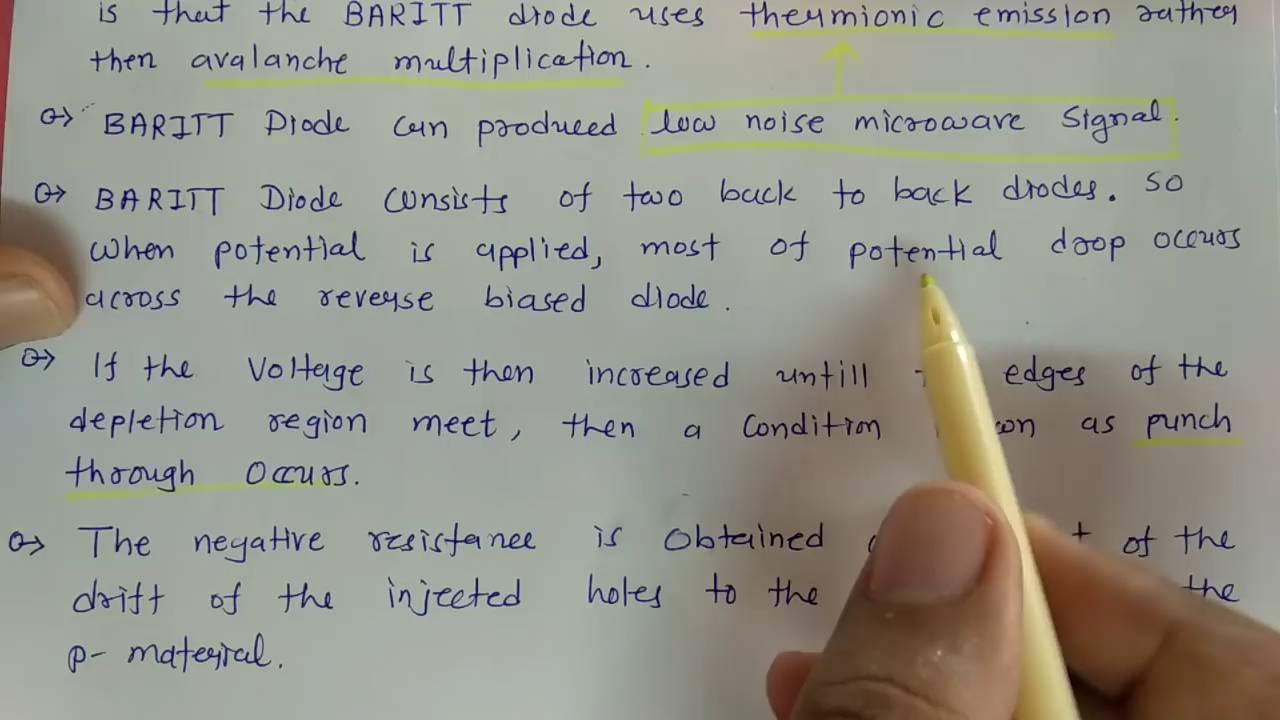 is that the BARITT diode uses thermionic emission rather
then avalanche multiplication.
BARITT Diode can produced low noise microwave signal.
BARITT Diode consists of two back to back diodes. So
when potential is applied, most of potential drop occurs
across the reverse biased diode.
If the Voltage is then increased untill edges of the
depletion region meet, then a condition as punch
through occurs.
The negative resistance is obtained of the
drift of the injected holes to the the
p- material.